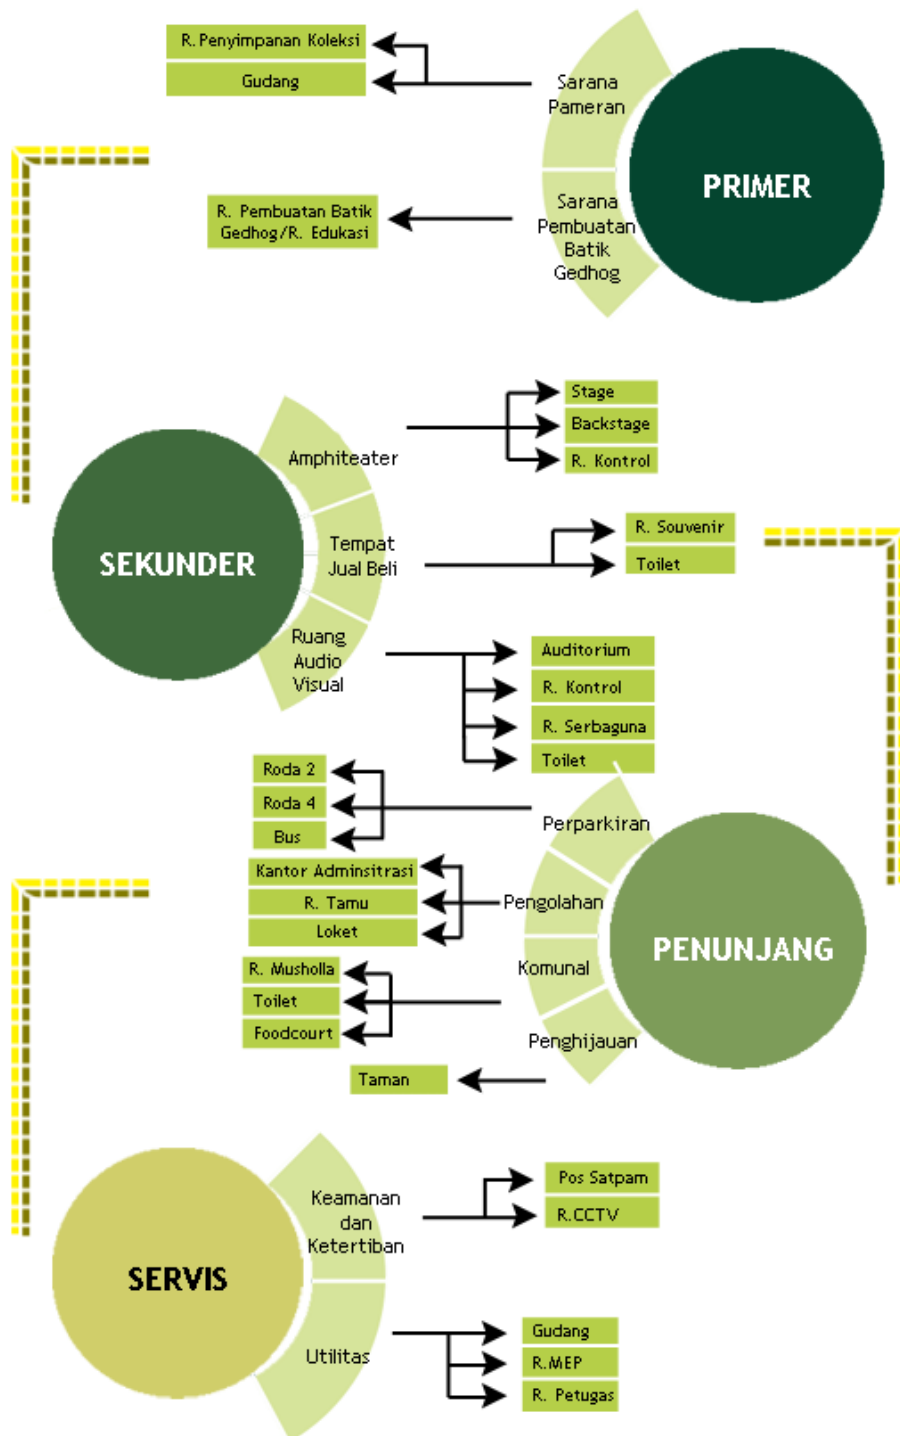 R. Penyimpanan Koleksi
Gudang
Sarana
Pameran
PRIMER
R. Pembuatan Batik
Gedhog/R. Edukasi
Sarana
Pembuatan
Batik
Gedhog
SEKUNDER
Amphiteater
Stage
Backstage
R. Kontrol
Tempat
Jual Beli
R. Souvenir
Toilet
Ruang
Audio
Visual
Auditorium
R. Kontrol
R. Serbaguna
Toilet
Roda 2
Roda 4
Bus
Perparkiran
PENUNJANG
Kantor Adminsitrasi
R. Tamu
Loket
Pengolahan
R. Musholla
Toilet
Foodcourt
Komunal
Taman
Penghijauan
SERVIS
Keamanan
dan
Ketertiban
Pos Satpam
R.CCTV
Utilitas
Gudang
R.MEP
R. Petugas